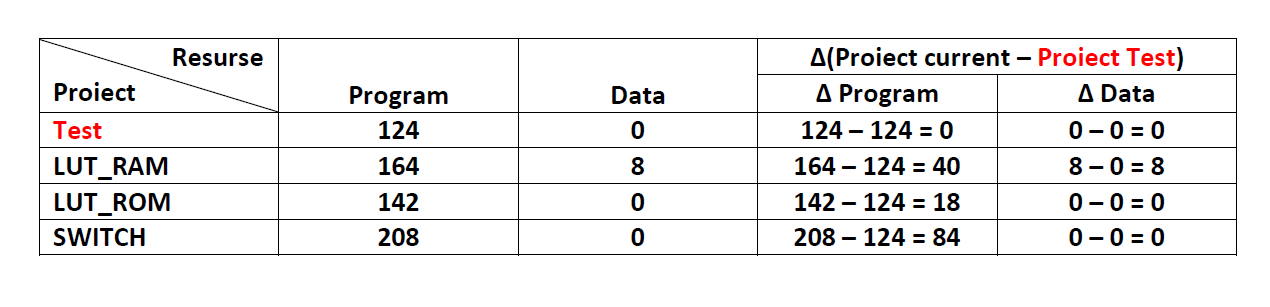 Resurse
Proiect
Program
Data
Δ(Proiect current – Proiect Test)
Δ Program
Δ Data
Test 124 0 124 – 124 = 0 0 – 0 = 0
LUT_RAM 164 8 164 – 124 = 40 8 – 0 = 8
LUT_ROM 142 0 142 – 124 = 18 0 – 0 = 0
SWITCH 208 0 208 – 124 = 84 0 – 0 = 0